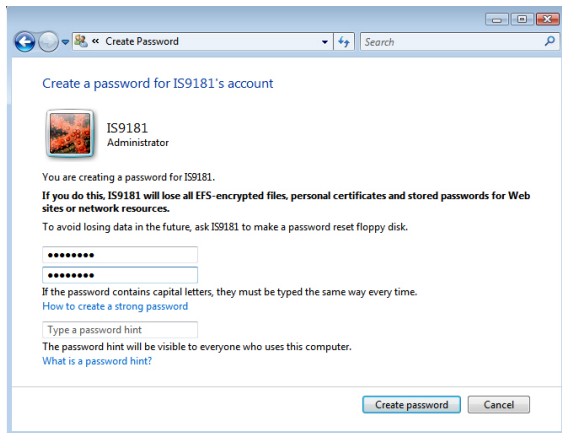 « Create Password
Search
Create a password for IS9181's account
IS9181
Administrator
You are creating a password for IS9181.
If you do this, IS9181 will lose all EFS-encrypted files, personal certificates and stored passwords for Web
sites or network resources.
To avoid losing data in the future, ask IS9181 to make a password reset floppy disk.
••••••••
••••••••
If the password contains capital letters, they must be typed the same way every time.
How to create a strong password
Type a password hint
The password hint will be visible to everyone who uses this computer.
What is a password hint?
Create password
Cancel